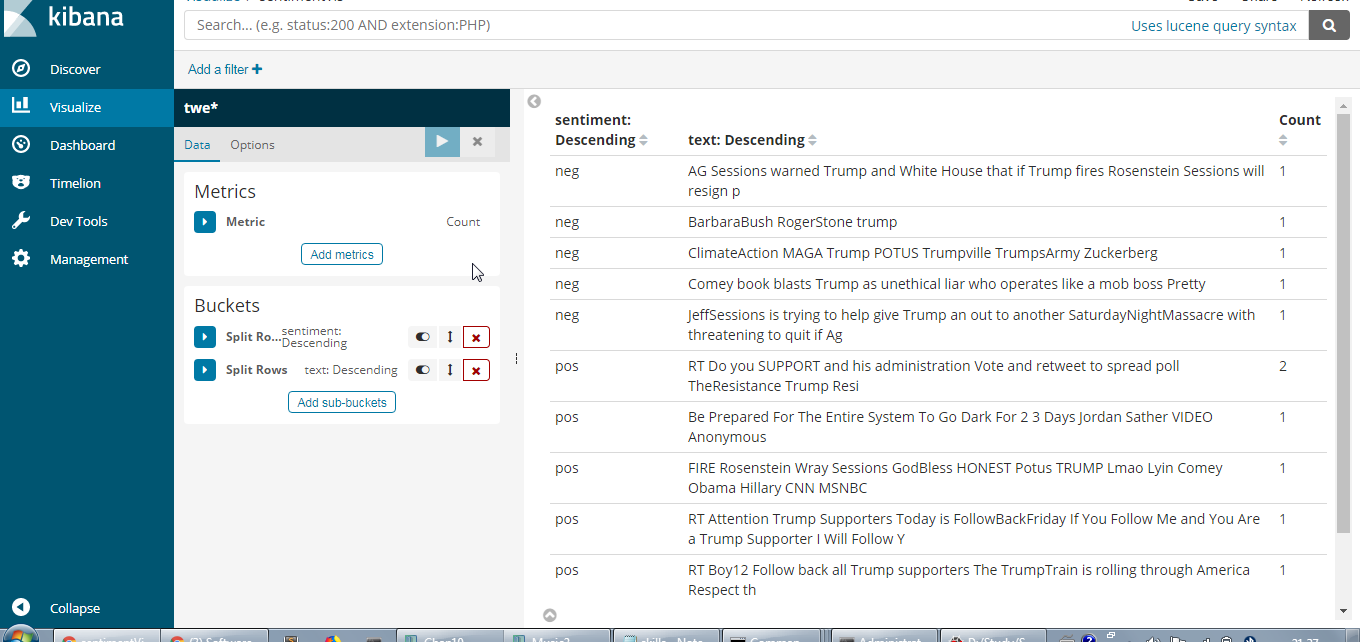 kibana
Search... (e.g. status:200 AND extension:PHP)
Uses lucene query syntax
Add a filter
Discover
Visualize
Dashboard
Timelion
Dev Tools
Management
Collapse
twe*
Data
Options
Metrics
Metric
Count
Add metrics
Buckets
Split Ro...
sentiment:
Descending
Split Rows
text: Descending
Add sub-buckets
sentiment:
Descending
text: Descending
Count
neg
AG Sessions warned Trump and White House that if Trump fires Rosenstein Sessions will
resign p
1
neg
BarbaraBush RogerStone trump
1
neg
ClimateAction MAGA Trump POTUS Trumpville TrumpsArmy Zuckerberg
1
neg
Comey book blasts Trump as unethical liar who operates like a mob boss Pretty
1
neg
JeffSessions is trying to help give Trump an out to another SaturdayNightMassacre with
threatening to quit if Ag
1
pos
RT Do you SUPPORT and his administration Vote and retweet to spread poll
TheResistance Trump Resi
2
pos
Be Prepared For The Entire System To Go Dark For 2 3 Days Jordan Sather VIDEO
Anonymous
1
pos
FIRE Rosenstein Wray Sessions GodBless HONEST Potus TRUMP Lmao Lyin Comey
Obama Hillary CNN MSNBC
1
pos
RT Attention Trump Supporters Today is FollowBackFriday If You Follow Me and You Are
a Trump Supporter I Will Follow Y
1
pos
RT Boy12 Follow back all Trump supporters The TrumpTrain is rolling through America
Respect th
1